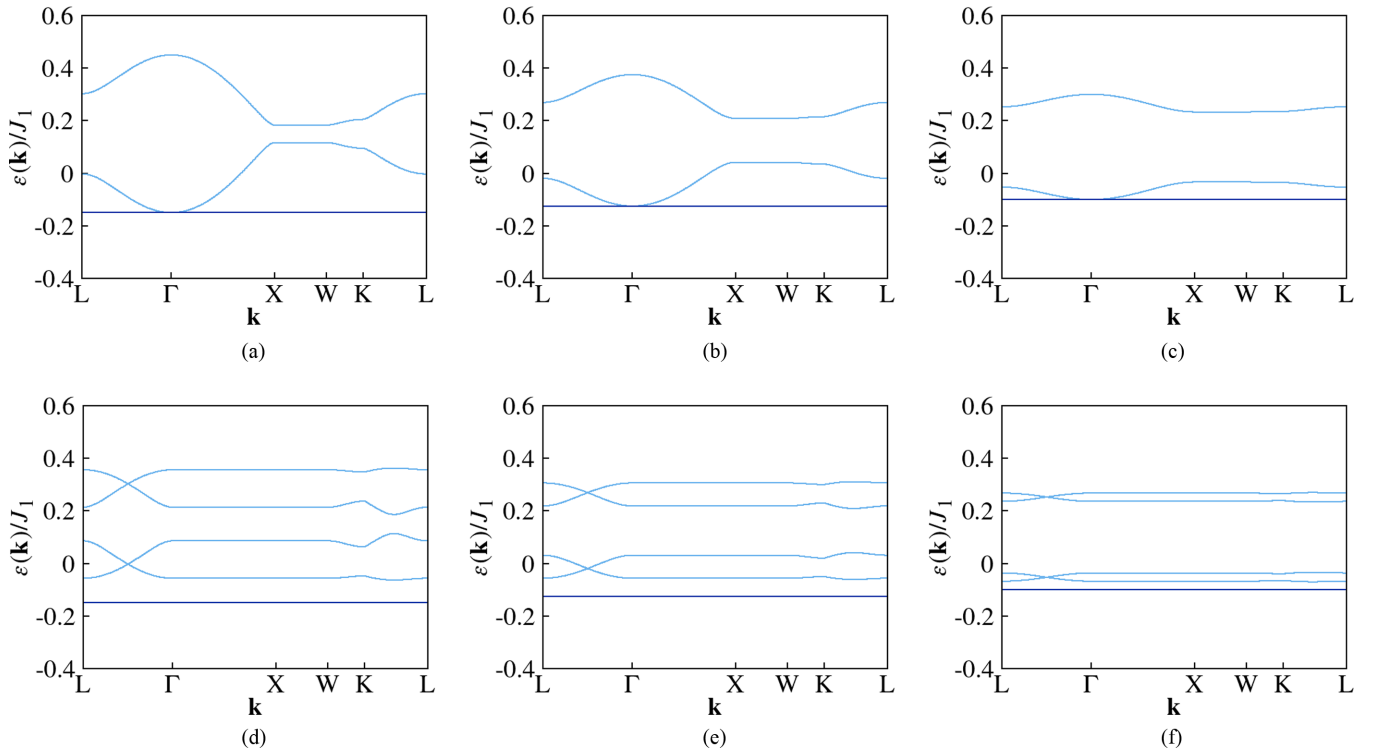 0.6
0.4
0.2
0
-0.2
-0.4
ε(k)/J₁
L Γ X W K L
k
(a)
0.6
0.4
0.2
0
-0.2
-0.4
ε(k)/J₁
L Γ X W K L
k
(b)
0.6
0.4
0.2
0
-0.2
-0.4
ε(k)/J₁
L Γ X W K L
k
(c)
0.6
0.4
0.2
0
-0.2
-0.4
ε(k)/J₁
L Γ X W K L
k
(d)
0.6
0.4
0.2
0
-0.2
-0.4
ε(k)/J₁
L Γ X W K L
k
(e)
0.6
0.4
0.2
0
-0.2
-0.4
ε(k)/J₁
L Γ X W K L
k
(f)